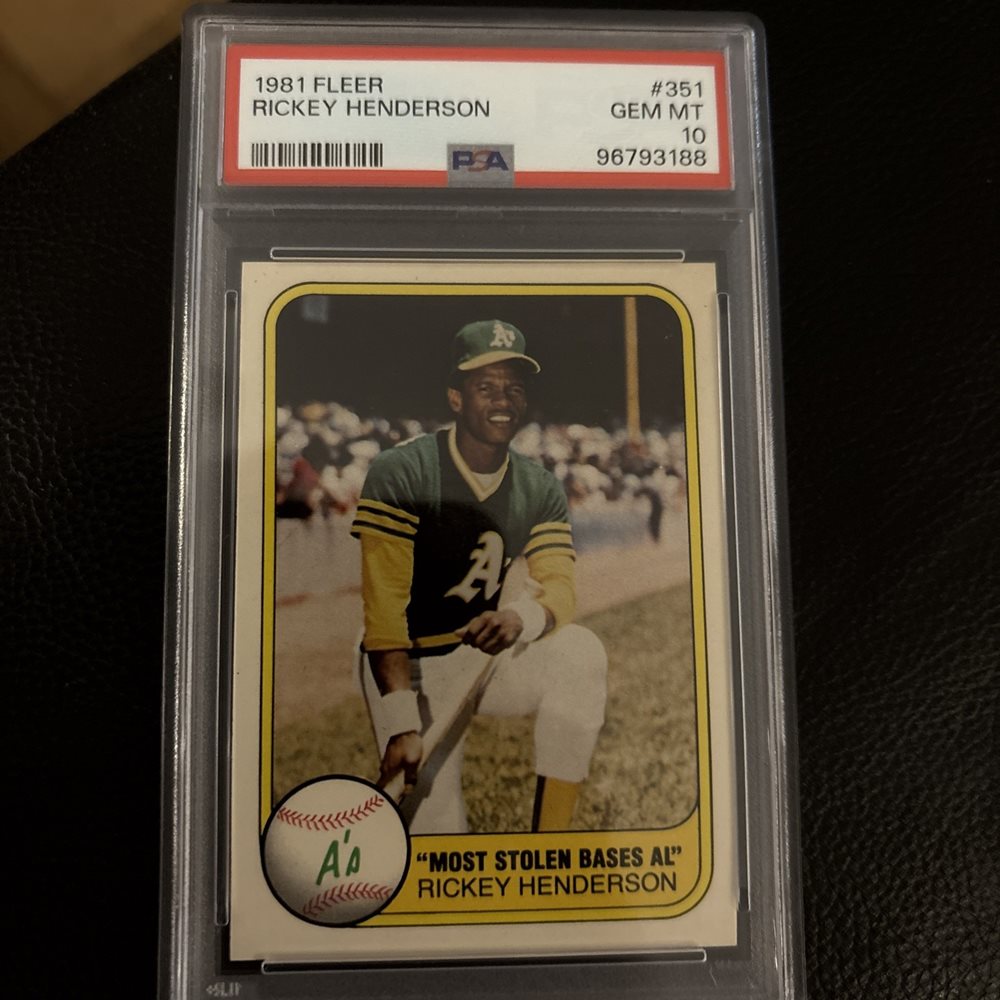 1981 FLEER
#351
RICKEY HENDERSON
GEM MT
10
PSA
96793188
A's
A's
A's
"MOST STOLEN BASES AL"
RICKEY HENDERSON